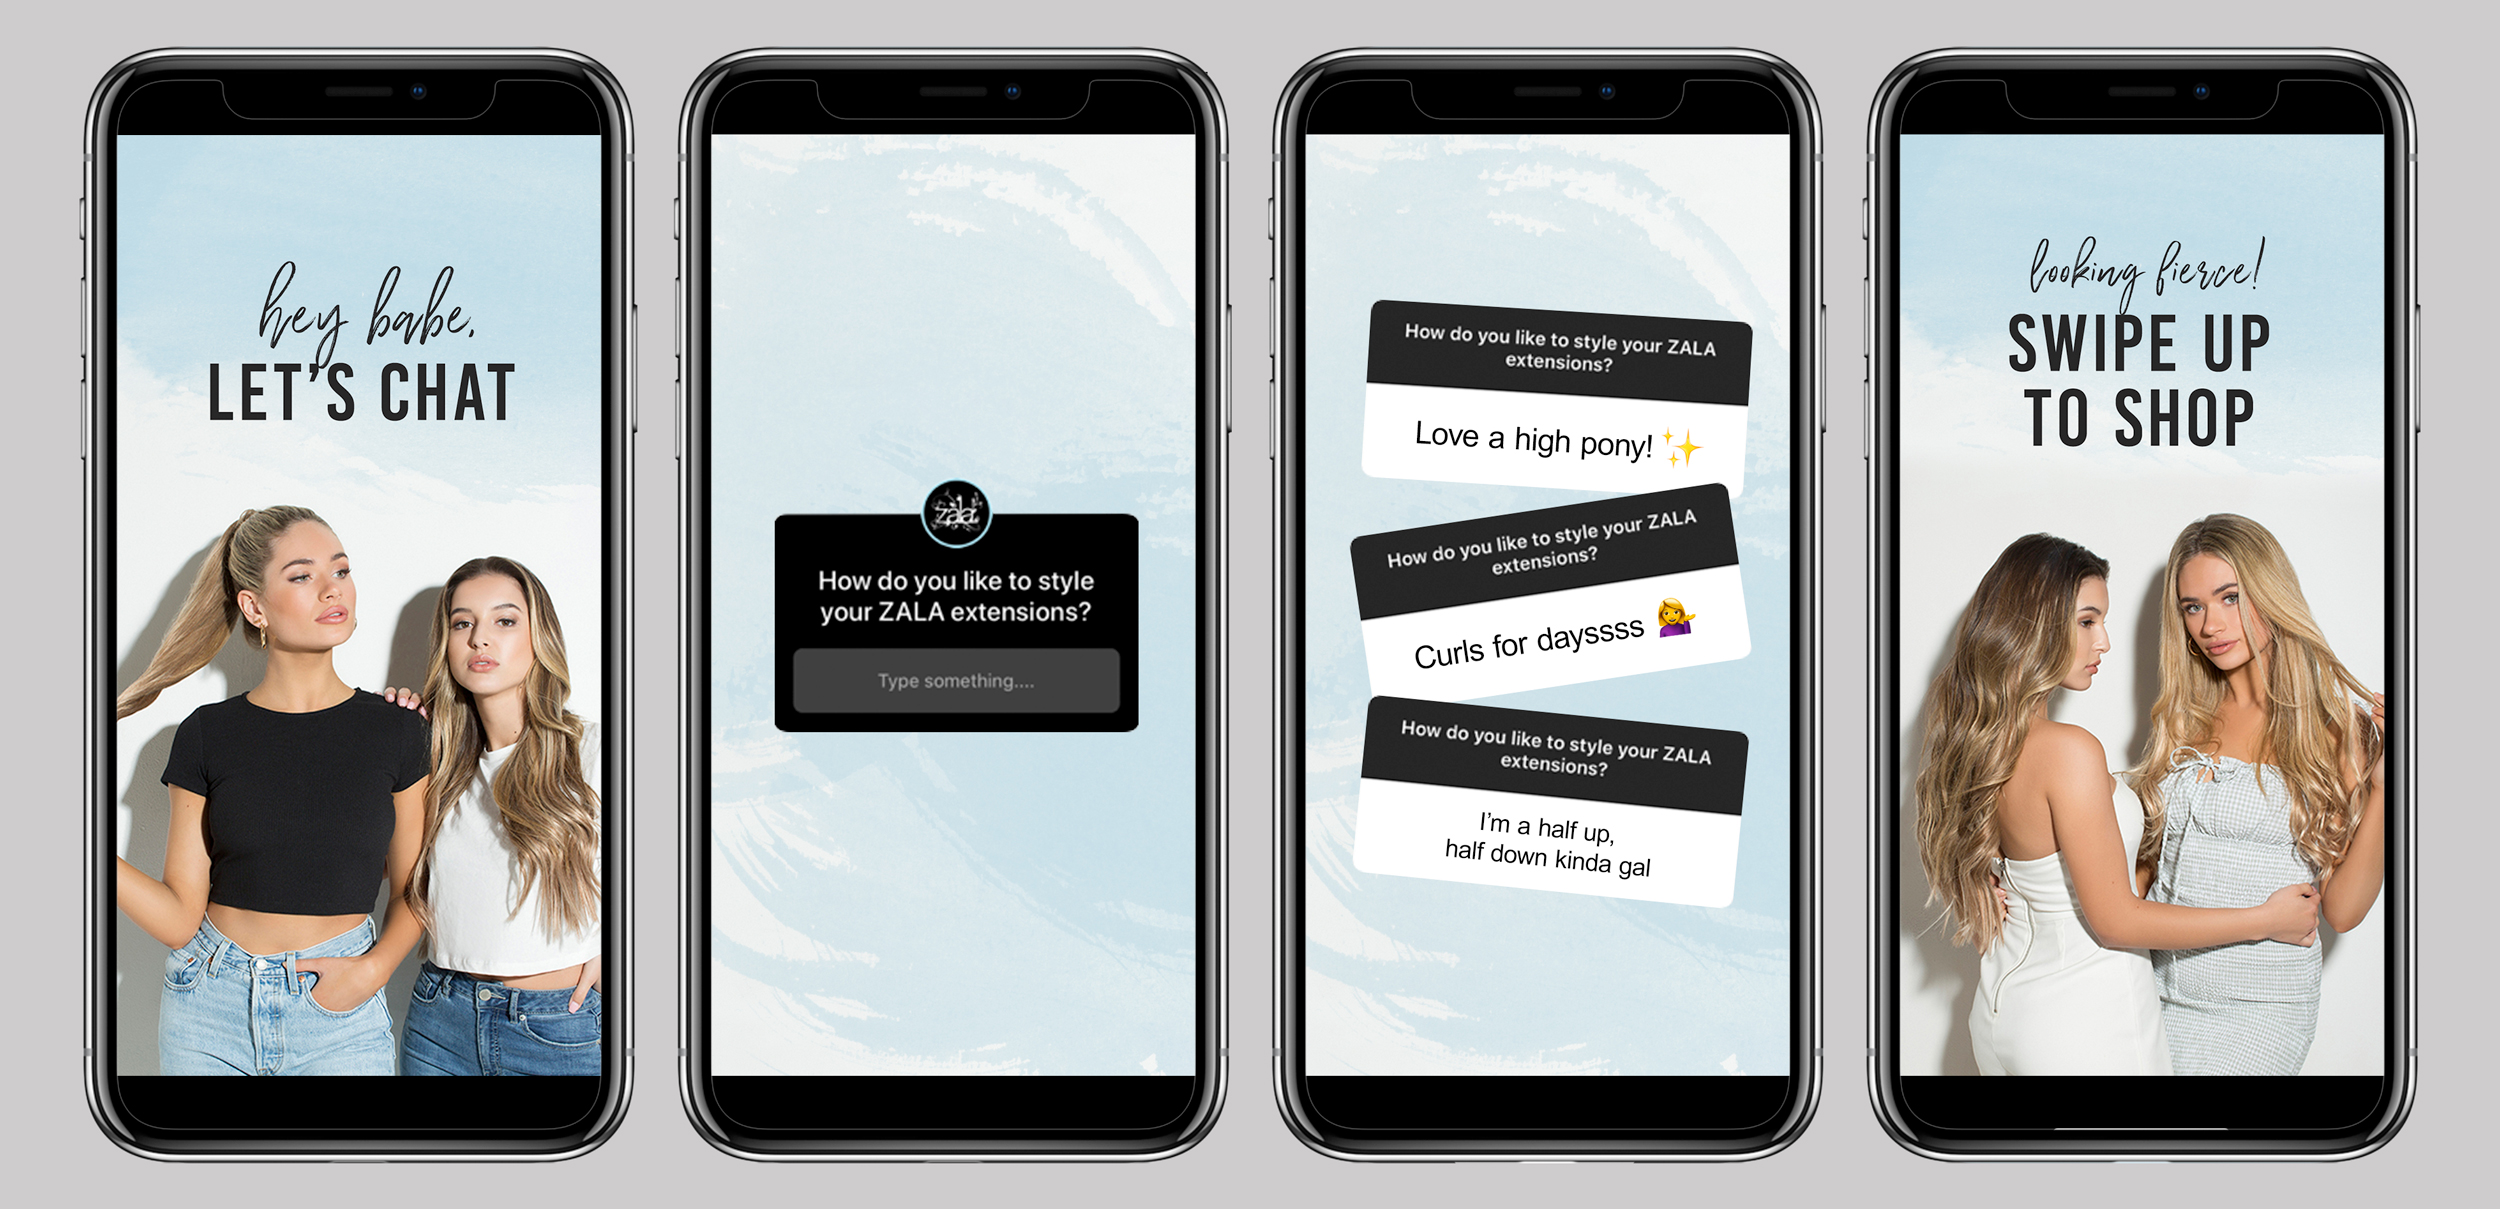 hey babe,
LET'S CHAT
zala
How do you like to style
your ZALA extensions?
Type something....
How do you like to style your ZALA
extensions?
Love a high pony! ✨
How do you like to style your ZALA
extensions?
Curls for dayssss 💁‍♀️
How do you like to style your ZALA
extensions?
I'm a half up,
half down kinda gal
looking fierce!
SWIPE UP
TO SHOP